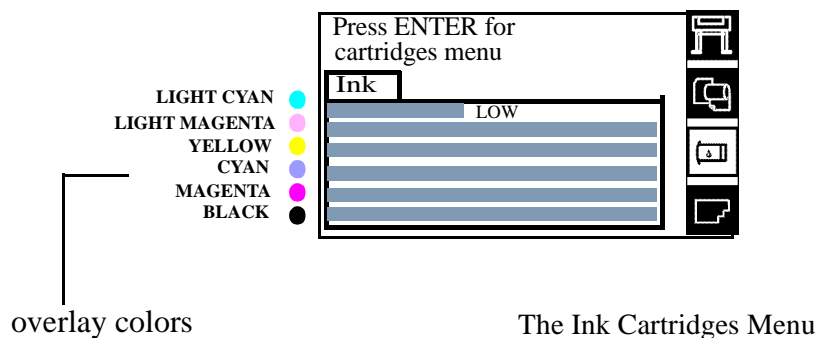 Press ENTER for
cartridges menu
Ink
LIGHT CYAN
LOW
LIGHT MAGENTA
YELLOW
CYAN
MAGENTA
BLACK
overlay colors
The Ink Cartridges Menu